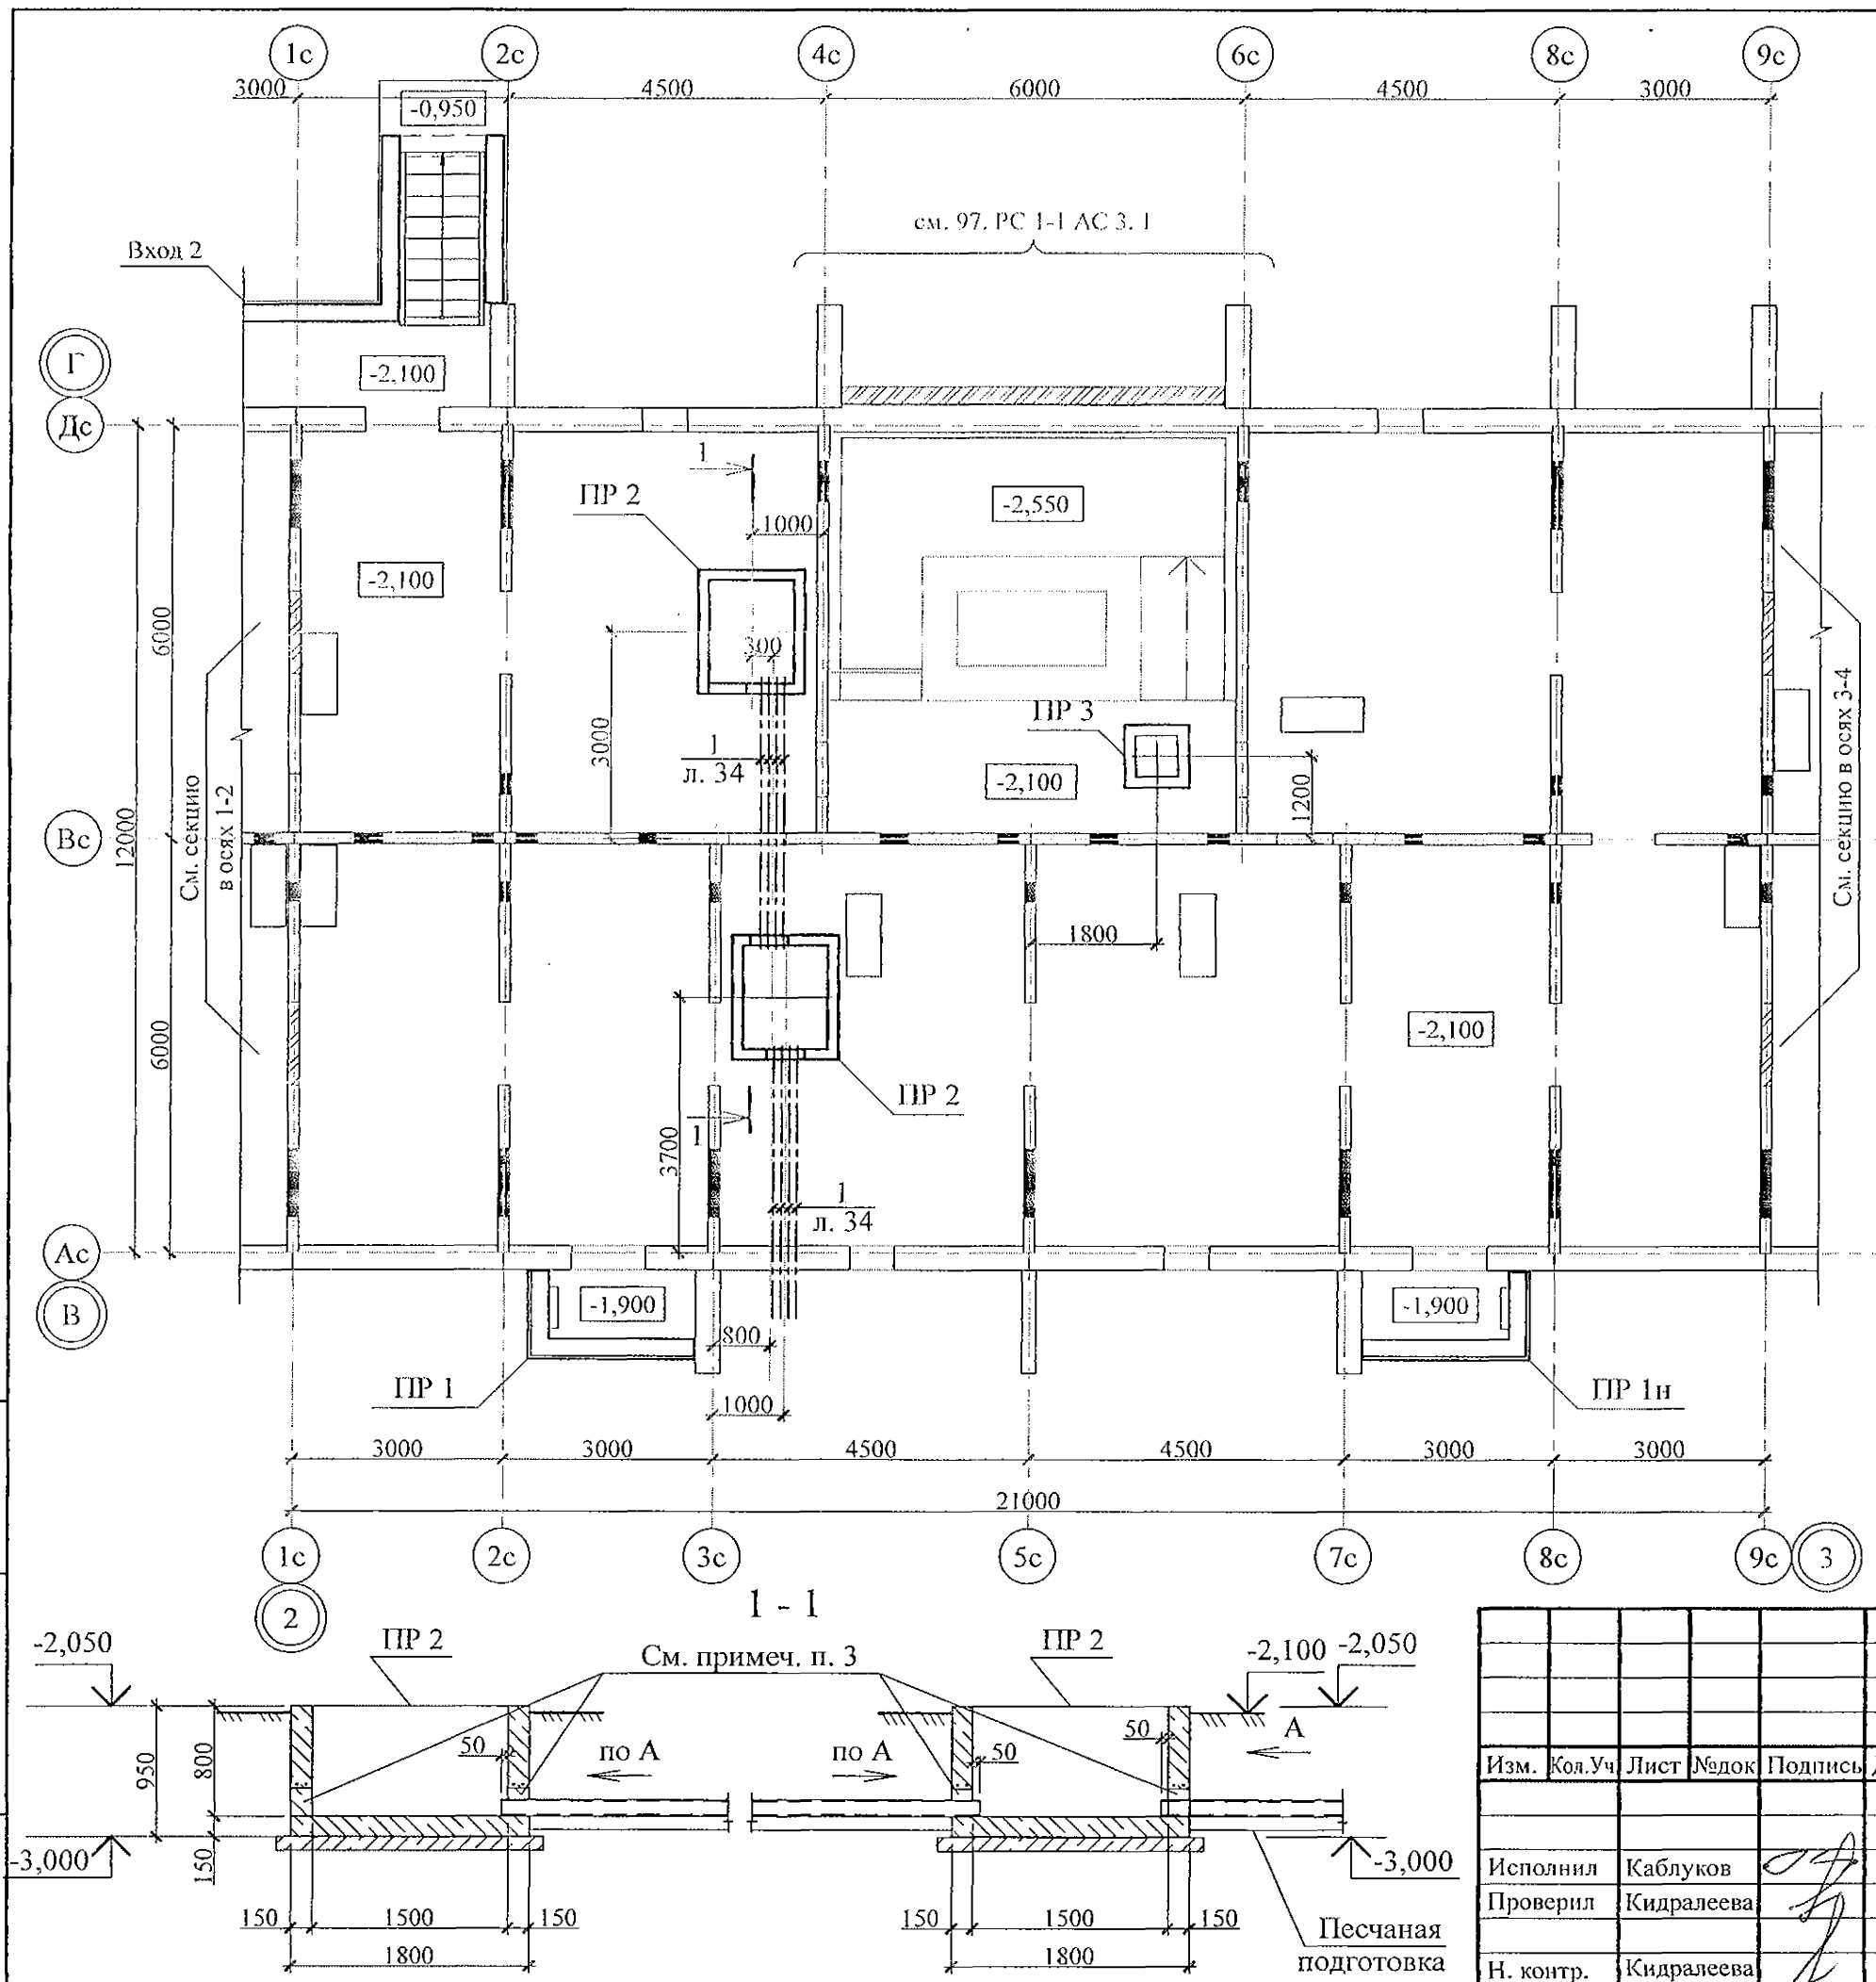 1с 2с 4с 6с 8с 9с
3000 4500 6000 4500 3000
-0,950
см. 97. РС 1-1 АС 3. 1
Вход 2
Г
-2,100
Дс
1
ПР 2
-2,550
1000
-2,100
6000
300
3000
ПР 3
1
л. 34
-2,100
1200
12000
Вс
См. секцию
в осях 1-2
См. секцию в осях 3-4
1800
-2,100
6000
3700
ПР 2
1
1
л. 34
Ас
-1,900 -1,900
В
800
ПР 1 ПР 1н
1000
3000 3000 4500 4500 3000 3000
21000
1с 2с 3с 5с 7с 8с 9с 3
2
1 - 1
-2,050 ПР 2 См. примеч. п. 3 ПР 2 -2,100 -2,050
50 по А по А 50 50 А
950 800
150
-3,000 -3,000
150 1500 150 150 1500 150
1800 1800
Песчаная
подготовка
Изм. Кол.Уч Лист №док Подпись
Исполнил Каблуков
Проверил Кидралеева
Н. контр. Кидралеева